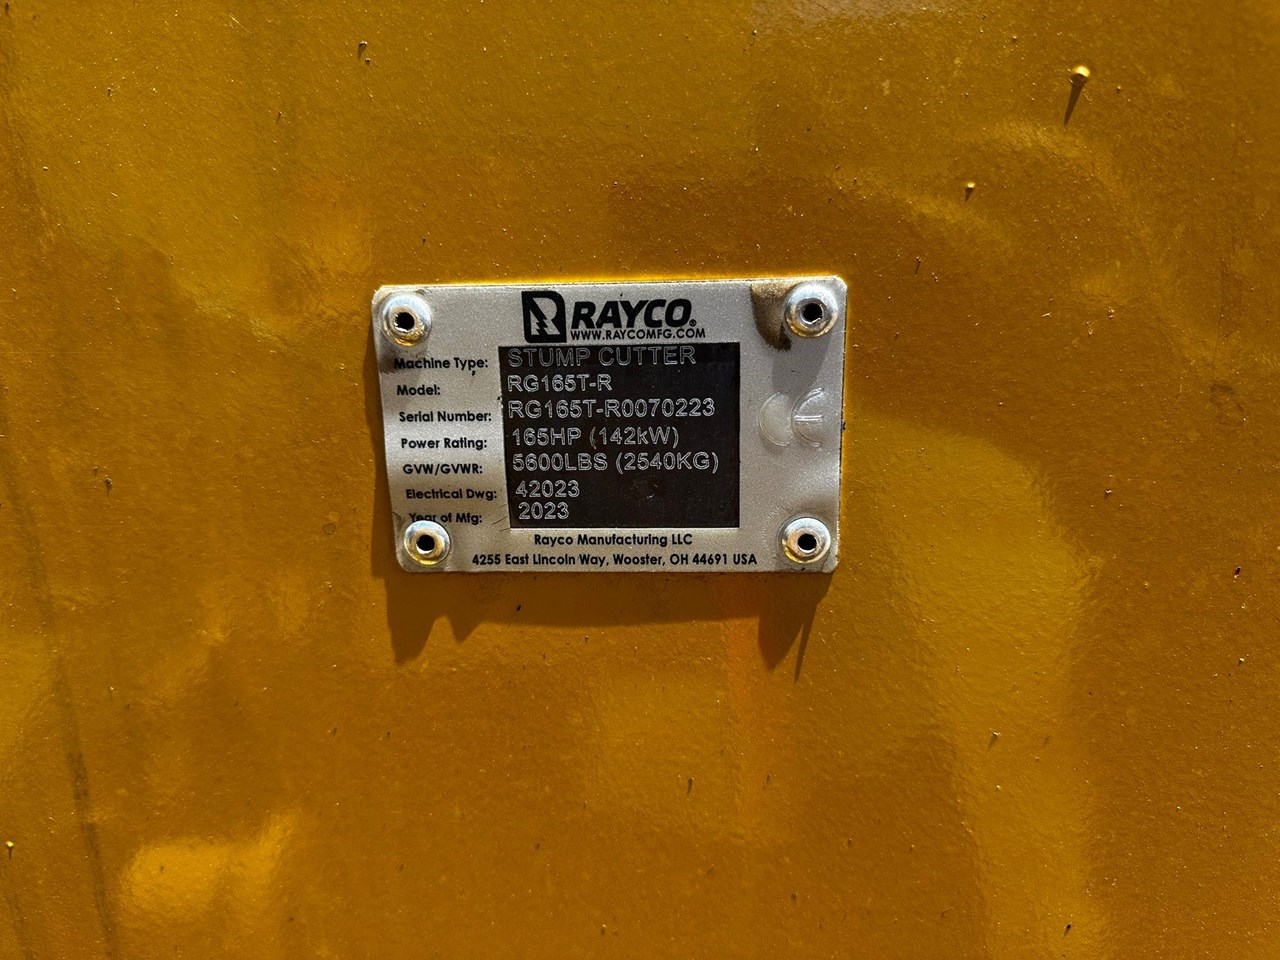 RAYCO®
WWW.RAYCOMFG.COM
Machine Type: STUMP CUTTER
Model: RG165T-R
Serial Number: RG165T-R0070223
Power Rating: 165HP (142kW)
GVW/GVWR: 5600LBS (2540KG)
Electrical Dwg: 42023
Year of Mfg: 2023
CE
Rayco Manufacturing LLC
4255 East Lincoln Way, Wooster, OH 44691 USA